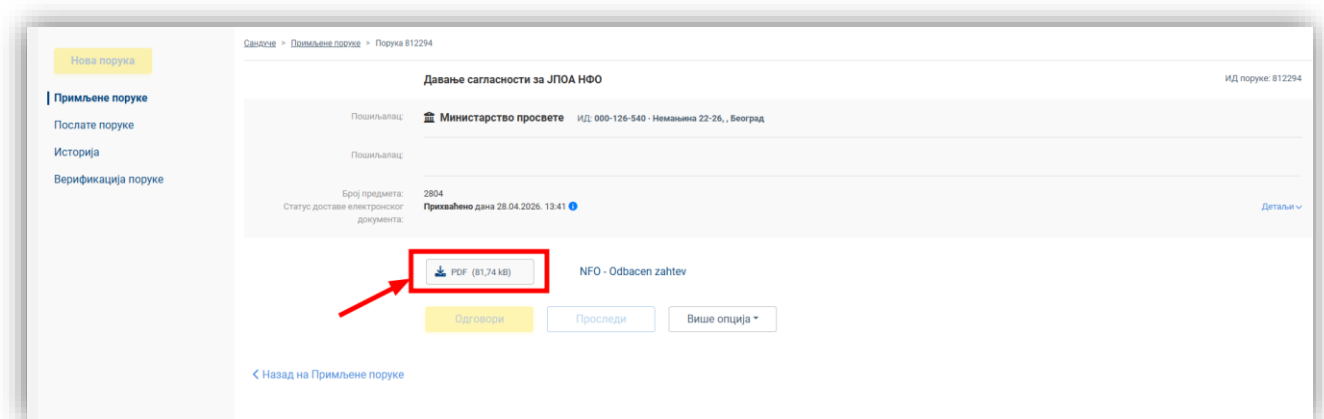 Сандуче > Примљене поруке > Порука 812294
Нова порука
Давање сагласности за ЈПОА НФО
ИД поруке: 812294
Примљене поруке
Послате поруке
Историја
Верификација поруке
Пошиљалац:
Министарство просвете ИД: 000-126-540 - Немањина 22-26, , Београд
Пошиљалац:
Број предмета:
2804
Статус доставе електронског
документа:
Прихваћено дана 28.04.2026. 13:41
Детаљи
PDF (81,74 kB)
NFO - Odbacen zahtev
Одговори
Проследи
Више опција
Назад на Примљене поруке